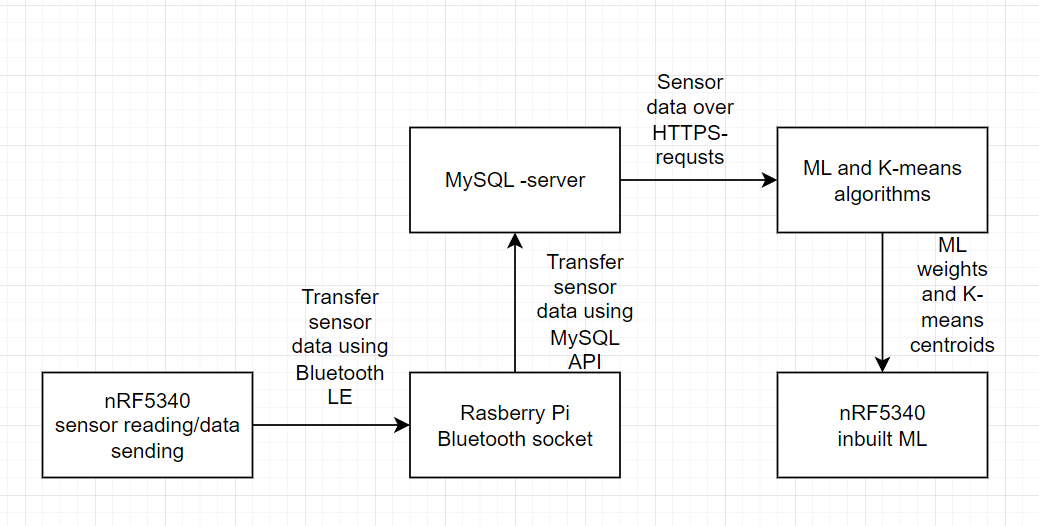 Sensor
data over
HTTPS-
requsts
MySQL -server
ML and K-means
algorithms
Transfer
sensor
data using
MySQL
API
ML
weights
and K-
means
centroids
Transfer
sensor
data using
Bluetooth
LE
nRF5340
sensor reading/data
sending
Rasberry Pi
Bluetooth socket
nRF5340
inbuilt ML